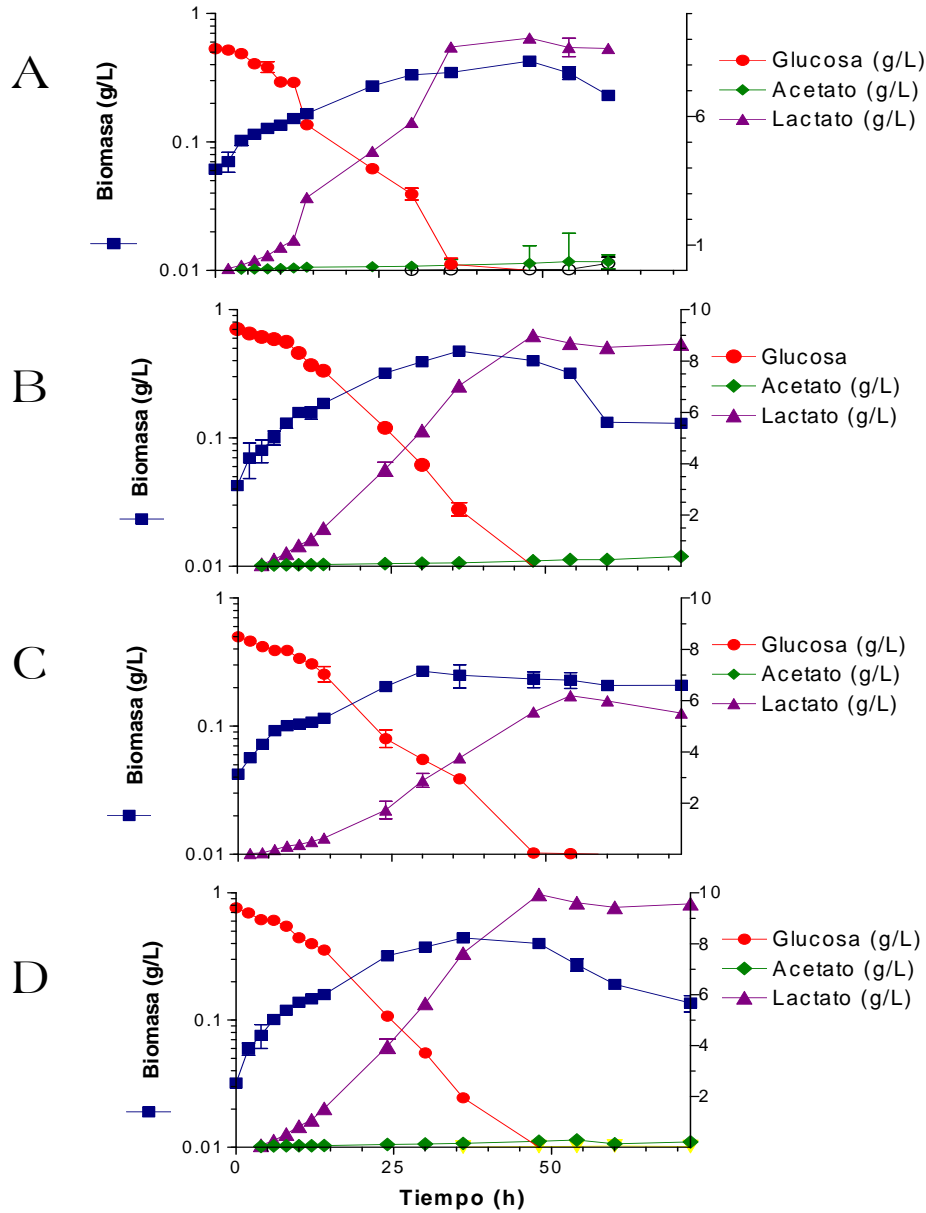 A
Biomasa (g/L)
1
0.1
0.01
6
1
Glucosa (g/L)
Acetato (g/L)
Lactato (g/L)
B
Biomasa (g/L)
1
0.1
0.01
10
8
6
4
2
Glucosa
Acetato (g/L)
Lactato (g/L)
C
Biomasa (g/L)
1
0.1
0.01
10
8
6
4
2
Glucosa (g/L)
Acetato (g/L)
Lactato (g/L)
D
Biomasa (g/L)
1
0.1
0.01
10
8
6
4
2
Glucosa (g/L)
Acetato (g/L)
Lactato (g/L)
0 25 50
Tiempo (h)